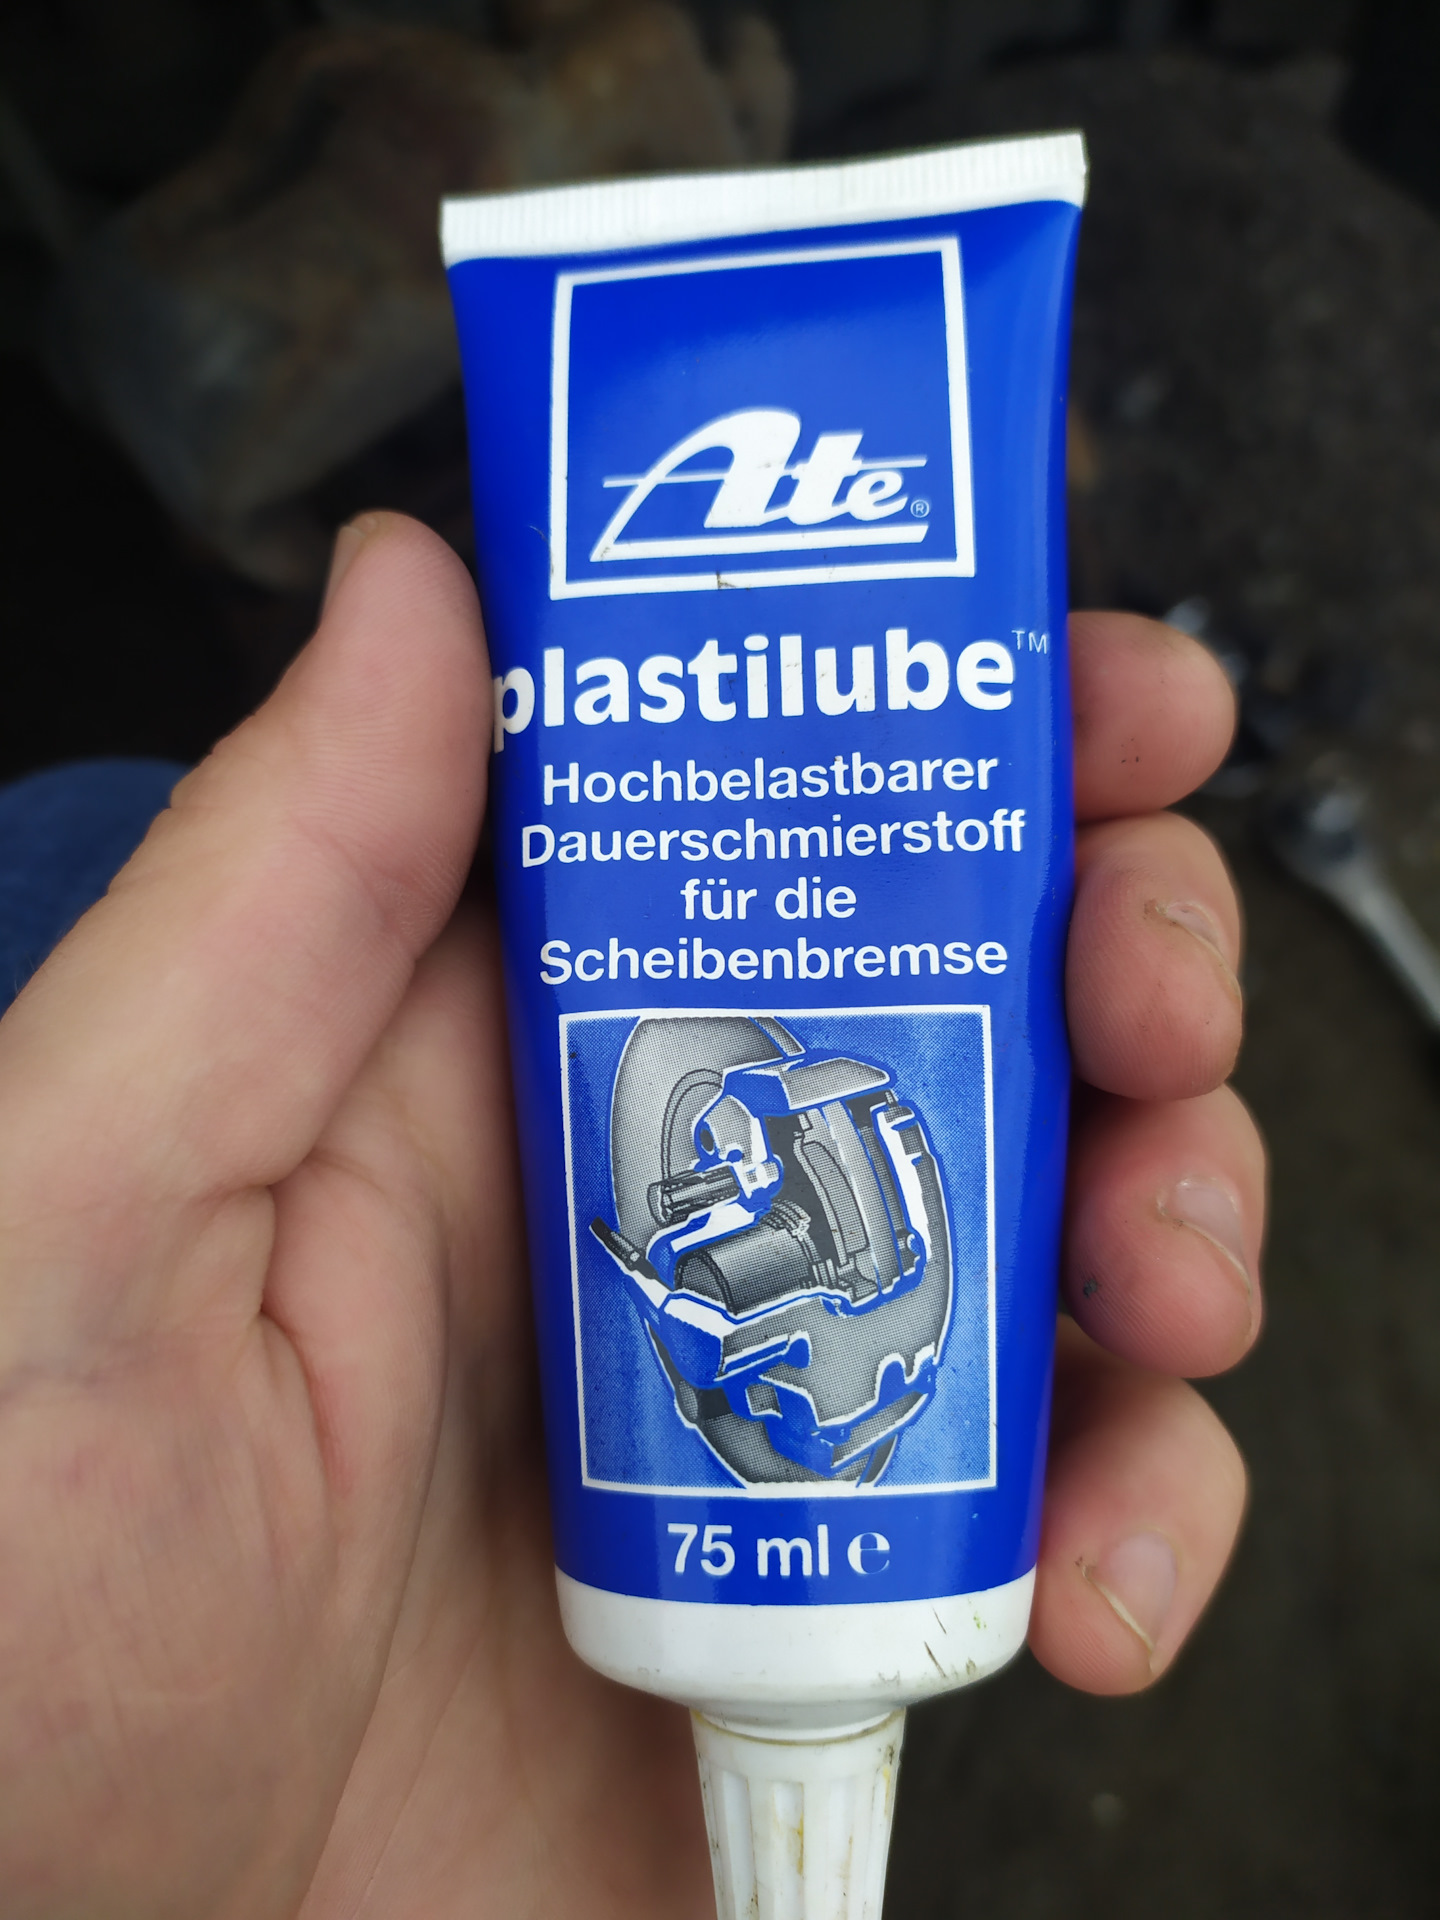 Ate®
plastilube™
Hochbelastbarer
Dauerschmierstoff
für die
Scheibenbremse
75 ml ℮